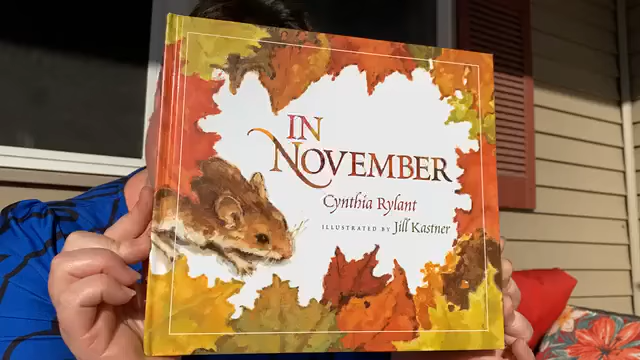 IN
NOVEMBER
Cynthia Rylant
ILLUSTRATED BY Jill Kastner